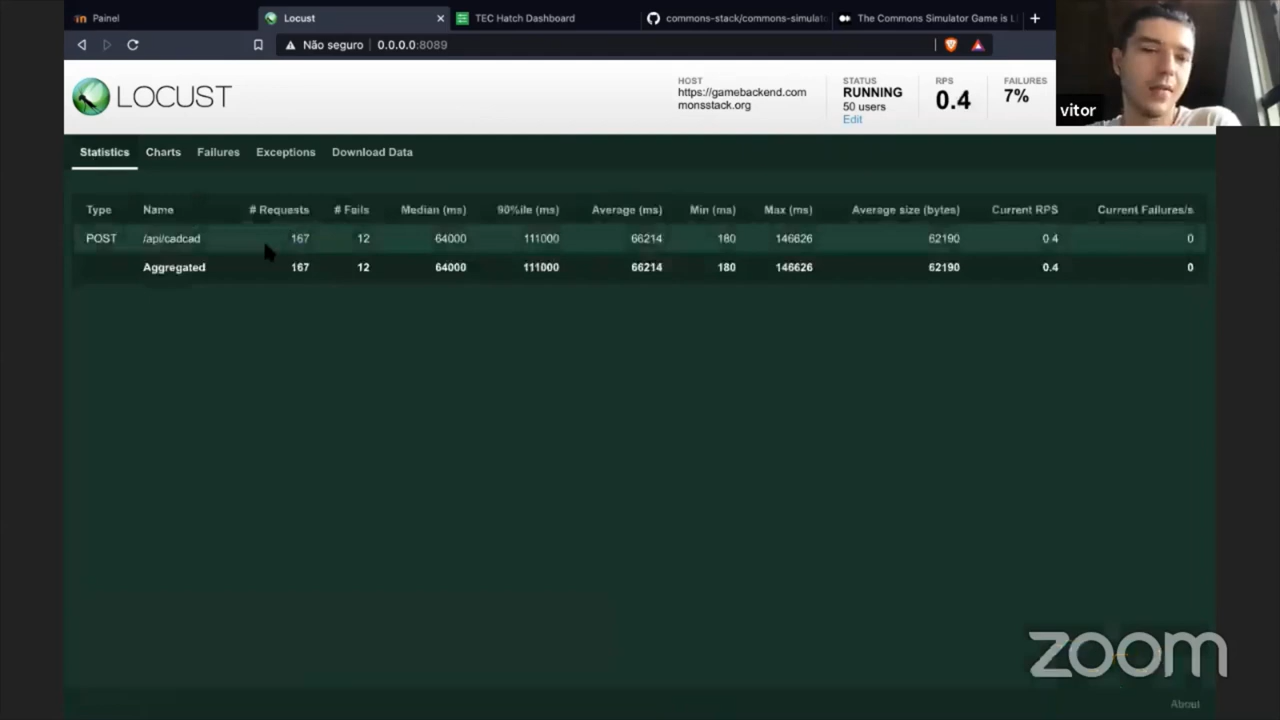 Painel
Locust
TEC Hatch Dashboard
commons-stack/commons-simulat
The Commons Simulator Game is L
Não seguro
0.0.0.0:8089
LOCUST
HOST
https://gamebackend.com
monsstack.org
STATUS
RUNNING
50 users
Edit
RPS
0.4
FAILURES
7%
vitor
Statistics Charts Failures Exceptions Download Data
Type Name # Requests # Fails Median (ms) 90%ile (ms) Average (ms) Min (ms) Max (ms) Average size (bytes) Current RPS Current Failures/s
POST /api/cadcad 167 12 64000 111000 66214 180 146626 62190 0.4 0
Aggregated 167 12 64000 111000 66214 180 146626 62190 0.4 0
zoom
About